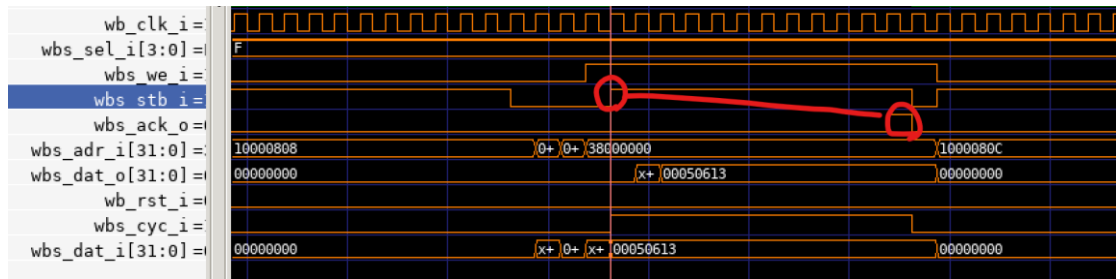 wb_clk_i=
wbs_sel_i[3:0]= F
wbs_we_i=
wbs_stb_i=
wbs_ack_o=
wbs_adr_i[31:0]= 10000808 0+ 0+ 38000000 1000080C
wbs_dat_o[31:0]= 00000000 x+ 00050613 00000000
wb_rst_i=
wbs_cyc_i=
wbs_dat_i[31:0]= 00000000 x+ 0+ x+ 00050613 00000000